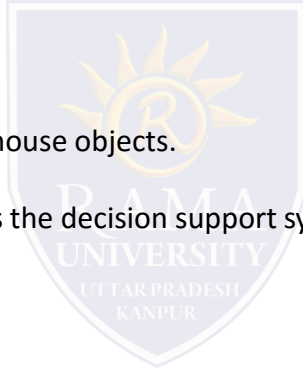 house objects.
s the decision support sy
R
RAMA
UNIVERSITY
UTTAR PRADESH
KANPUR